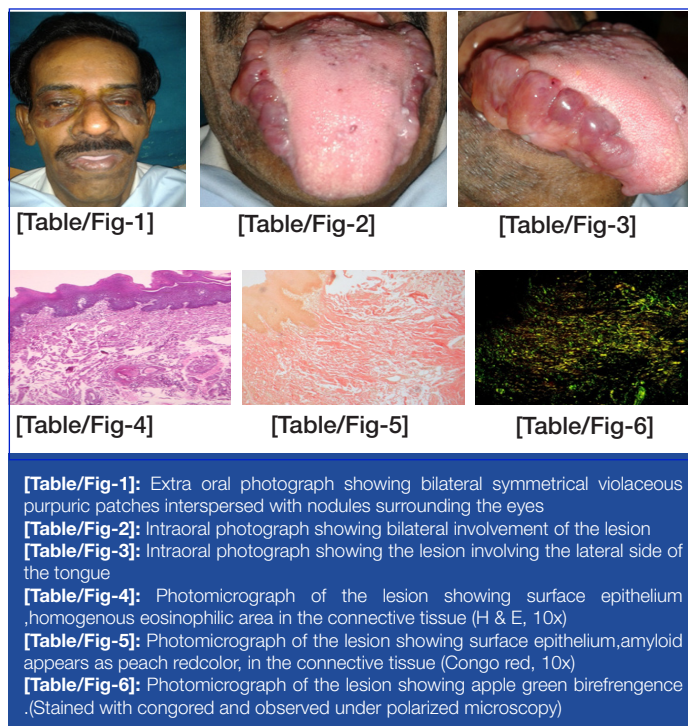 [Table/Fig-1] [Table/Fig-2] [Table/Fig-3]
[Table/Fig-4] [Table/Fig-5] [Table/Fig-6]
[Table/Fig-1]: Extra oral photograph showing bilateral symmetrical violaceous
purpuric patches interspersed with nodules surrounding the eyes
[Table/Fig-2]: Intraoral photograph showing bilateral involvement of the lesion
[Table/Fig-3]: Intraoral photograph showing the lesion involving the lateral side of
the tongue
[Table/Fig-4]: Photomicrograph of the lesion showing surface epithelium
,homogenous eosinophilic area in the connective tissue (H & E, 10x)
[Table/Fig-5]: Photomicrograph of the lesion showing surface epithelium,amyloid
appears as peach redcolor, in the connective tissue (Congo red, 10x)
[Table/Fig-6]: Photomicrograph of the lesion showing apple green birefrengence
.(Stained with congored and observed under polarized microscopy)